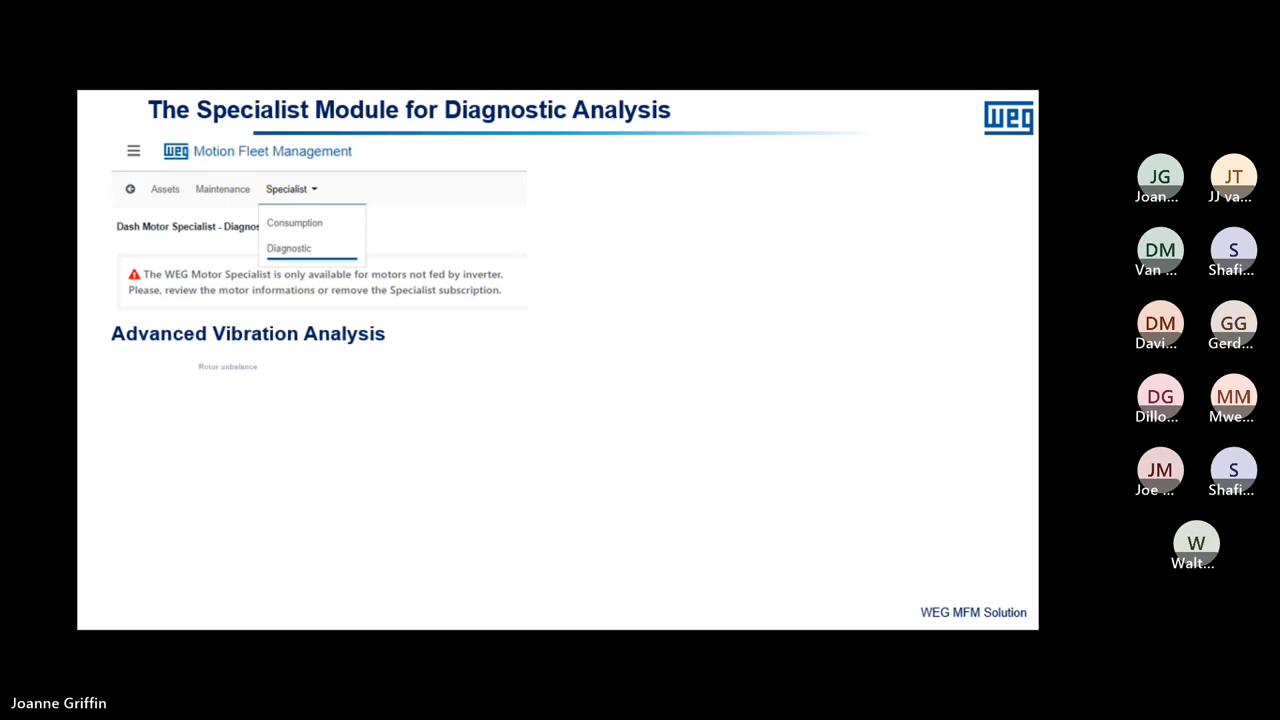 The Specialist Module for Diagnostic Analysis
weg
weg Motion Fleet Management
Assets Maintenance Specialist
Consumption
Dash Motor Specialist - Diagnos
Diagnostic
The WEG Motor Specialist is only available for motors not fed by inverter.
Please, review the motor informations or remove the Specialist subscription.
Advanced Vibration Analysis
Rotor unbalance
WEG MFM Solution
JG JT
Joan... JJ va...
DM S
Van ... Shafi...
DM GG
Davi... Gerd...
DG MM
Dillo... Mwe...
JM S
Joe ... Shafi...
W
Walt...
Joanne Griffin